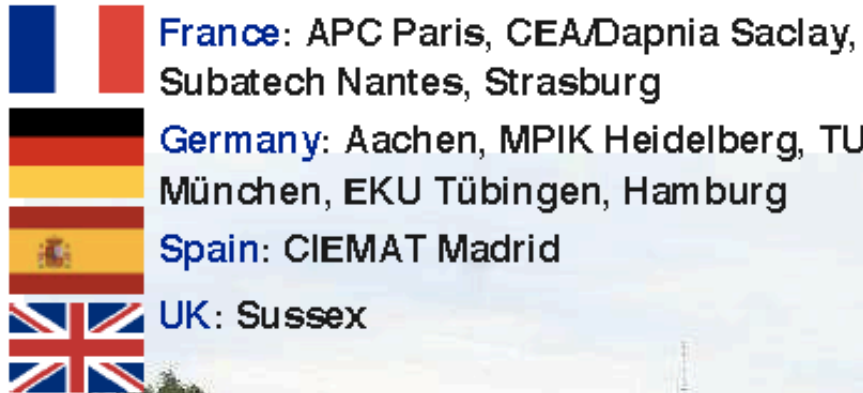 France: APC Paris, CEA/Dapnia Saclay,
Subatech Nantes, Strasburg
Germany: Aachen, MPIK Heidelberg, TU
München, EKU Tübingen, Hamburg
Spain: CIEMAT Madrid
UK: Sussex